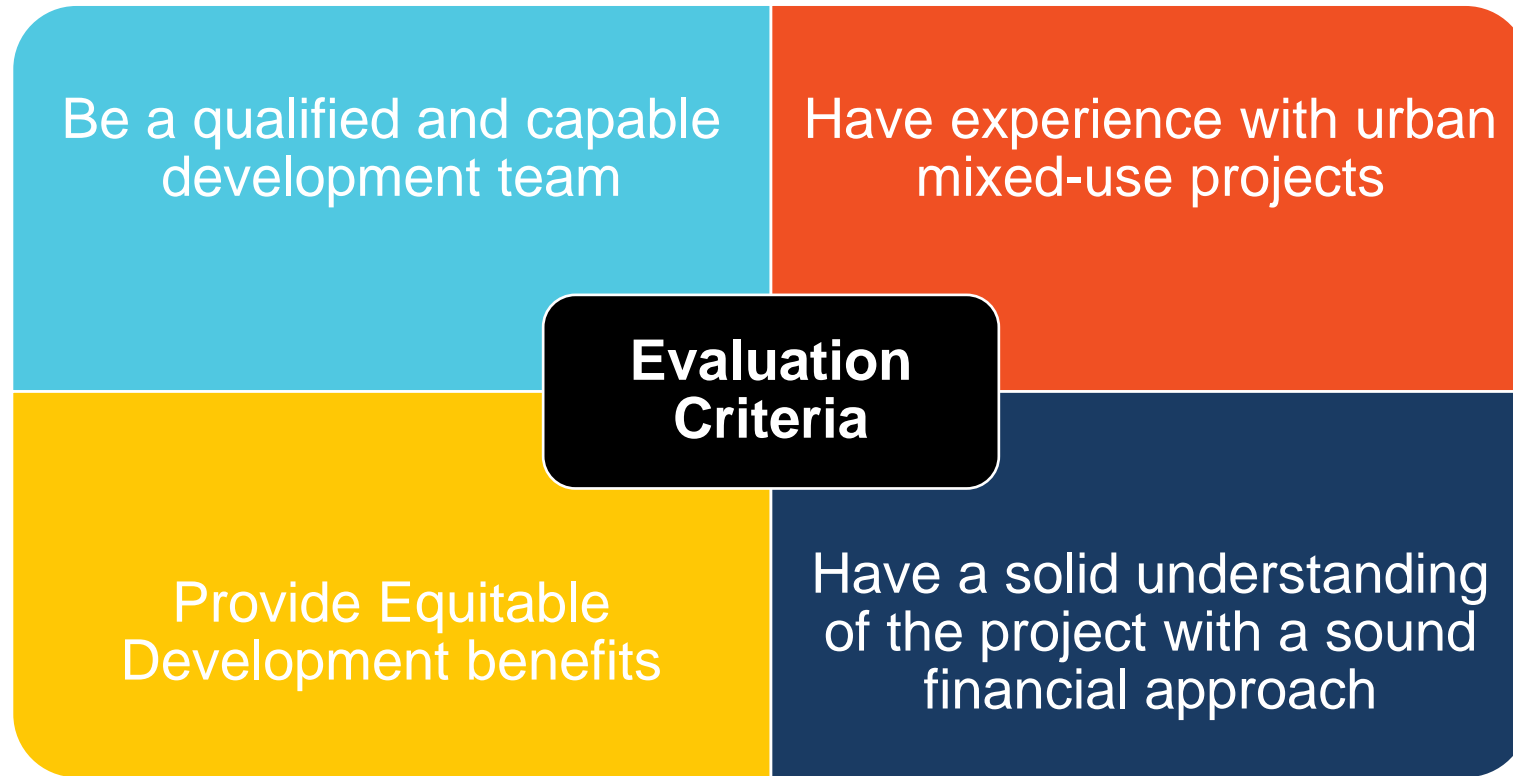 Be a qualified and capable
development team
Have experience with urban
mixed-use projects
Evaluation
Criteria
Provide Equitable
Development benefits
Have a solid understanding
of the project with a sound
financial approach